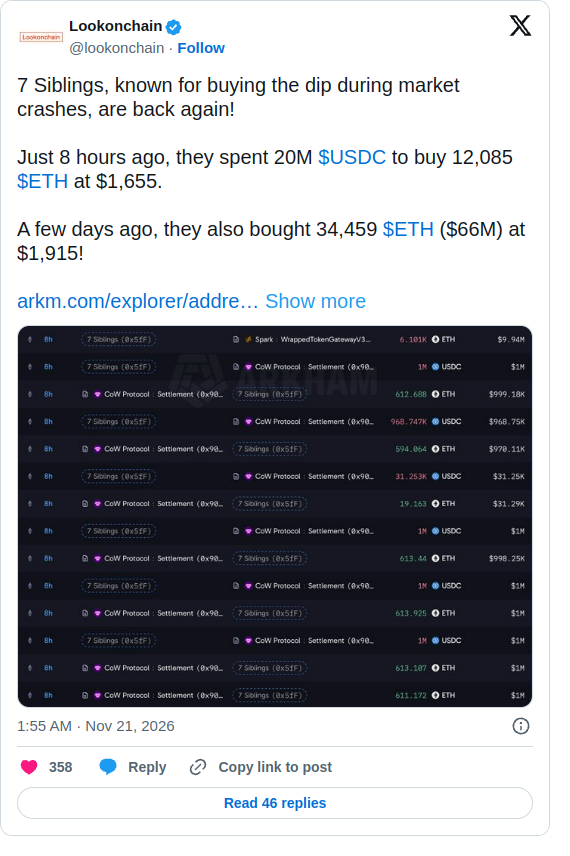 Lookonchain
Lookonchain
@lookonchain · Follow
7 Siblings, known for buying the dip during market
crashes, are back again!
Just 8 hours ago, they spent 20M $USDC to buy 12,085
$ETH at $1,655.
A few days ago, they also bought 34,459 $ETH ($66M) at
$1,915!
arkm.com/explorer/addre… Show more
ARKHAM
8h 7 Siblings (0x5fF) Spark : WrappedTokenGatewayV3… 6.101K ETH $9.94M
8h 7 Siblings (0x5fF) CoW Protocol : Settlement (0x90… 1M USDC $1M
8h CoW Protocol : Settlement (0x90… 7 Siblings (0x5fF) 612.688 ETH $999.18K
8h 7 Siblings (0x5fF) CoW Protocol : Settlement (0x90… 968.747K USDC $968.75K
8h CoW Protocol : Settlement (0x90… 7 Siblings (0x5fF) 594.064 ETH $970.11K
8h 7 Siblings (0x5fF) CoW Protocol : Settlement (0x90… 31.253K USDC $31.25K
8h CoW Protocol : Settlement (0x90… 7 Siblings (0x5fF) 19.163 ETH $31.29K
8h 7 Siblings (0x5fF) CoW Protocol : Settlement (0x90… 1M USDC $1M
8h CoW Protocol : Settlement (0x90… 7 Siblings (0x5fF) 613.44 ETH $998.25K
8h 7 Siblings (0x5fF) CoW Protocol : Settlement (0x90… 1M USDC $1M
8h CoW Protocol : Settlement (0x90… 7 Siblings (0x5fF) 613.925 ETH $1M
8h 7 Siblings (0x5fF) CoW Protocol : Settlement (0x90… 1M USDC $1M
8h CoW Protocol : Settlement (0x90… 7 Siblings (0x5fF) 613.107 ETH $1M
8h CoW Protocol : Settlement (0x90… 7 Siblings (0x5fF) 611.172 ETH $1M
1:55 AM · Nov 21, 2026
358 Reply Copy link to post
Read 46 replies